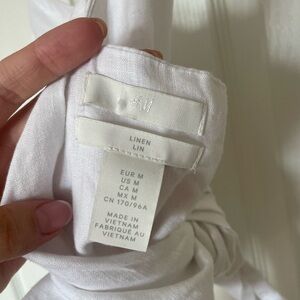 H&M
LINEN
LIN
EUR M
US M
CA M
MX M
CN 170/96A
MADE IN
VIETNAM
FABRIQUÉ AU
VIETNAM